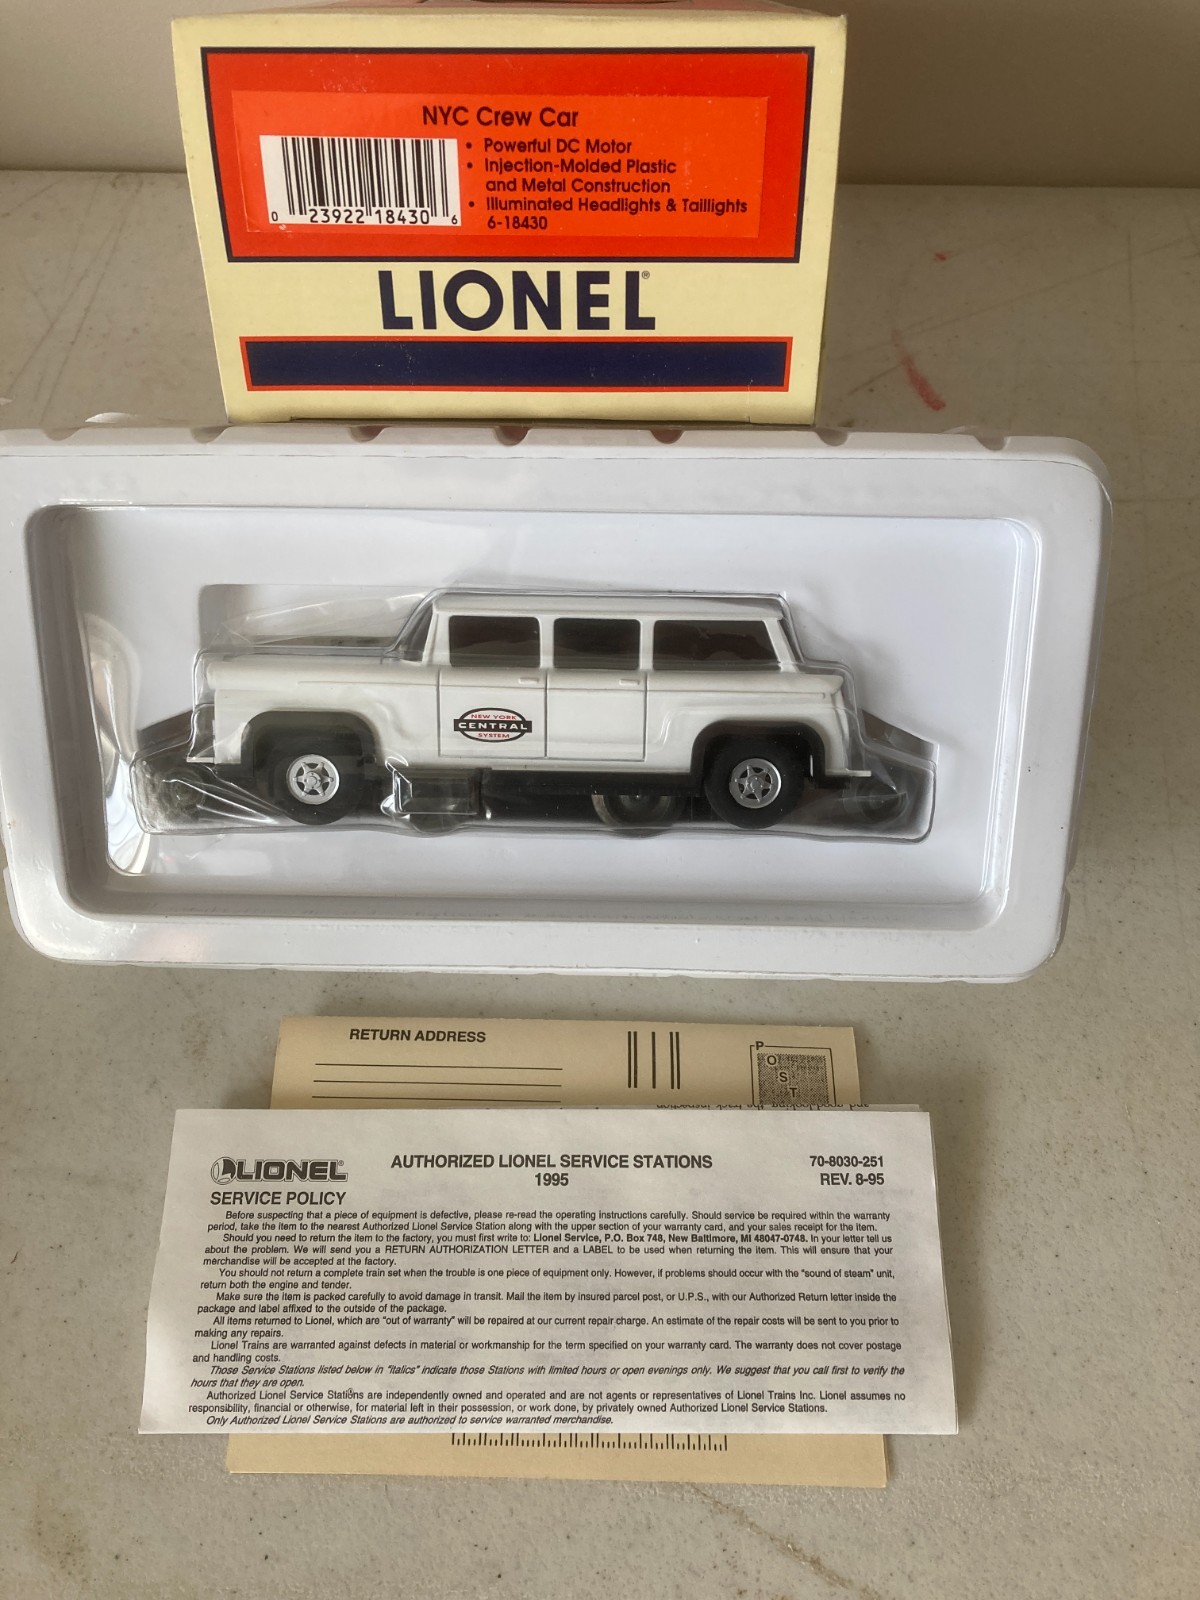 NYC Crew Car
• Powerful DC Motor
• Injection-Molded Plastic
and Metal Construction
• Illuminated Headlights & Taillights
6-18430
0 23922 18430 6
LIONEL®
NEW YORK
CENTRAL
SYSTEM
RETURN ADDRESS
P
O
S
T
and good looking, the track inspection
LIONEL®
AUTHORIZED LIONEL SERVICE STATIONS
1995
70-8030-251
REV. 8-95
SERVICE POLICY
Before suspecting that a piece of equipment is defective, please re-read the operating instructions carefully. Should service be required within the warranty
period, take the item to the nearest Authorized Lionel Service Station along with the upper section of your warranty card, and your sales receipt for the item.
Should you need to return the item to the factory, you must first write to: Lionel Service, P.O. Box 748, New Baltimore, MI 48047-0748. In your letter tell us
about the problem. We will send you a RETURN AUTHORIZATION LETTER and a LABEL to be used when returning the item. This will ensure that your
merchandise will be accepted at the factory.
You should not return a complete train set when the trouble is one piece of equipment only. However, if problems should occur with the "sound of steam" unit,
return both the engine and tender.
Make sure the item is packed carefully to avoid damage in transit. Mail the item by insured parcel post, or U.P.S., with our Authorized Return letter inside the
package and label affixed to the outside of the package.
All items returned to Lionel, which are "out of warranty" will be repaired at our current repair charge. An estimate of the repair costs will be sent to you prior to
making any repairs.
Lionel Trains are warranted against defects in material or workmanship for the term specified on your warranty card. The warranty does not cover postage
and handling costs.
Those Service Stations listed below in "italics" indicate those Stations with limited hours or open evenings only. We suggest that you call first to verify the
hours that they are open.
Authorized Lionel Service Stations are independently owned and operated and are not agents or representatives of Lionel Trains Inc. Lionel assumes no
responsibility, financial or otherwise, for material left in their possession, or work done, by privately owned Authorized Lionel Service Stations.
Only Authorized Lionel Service Stations are authorized to service warranted merchandise.